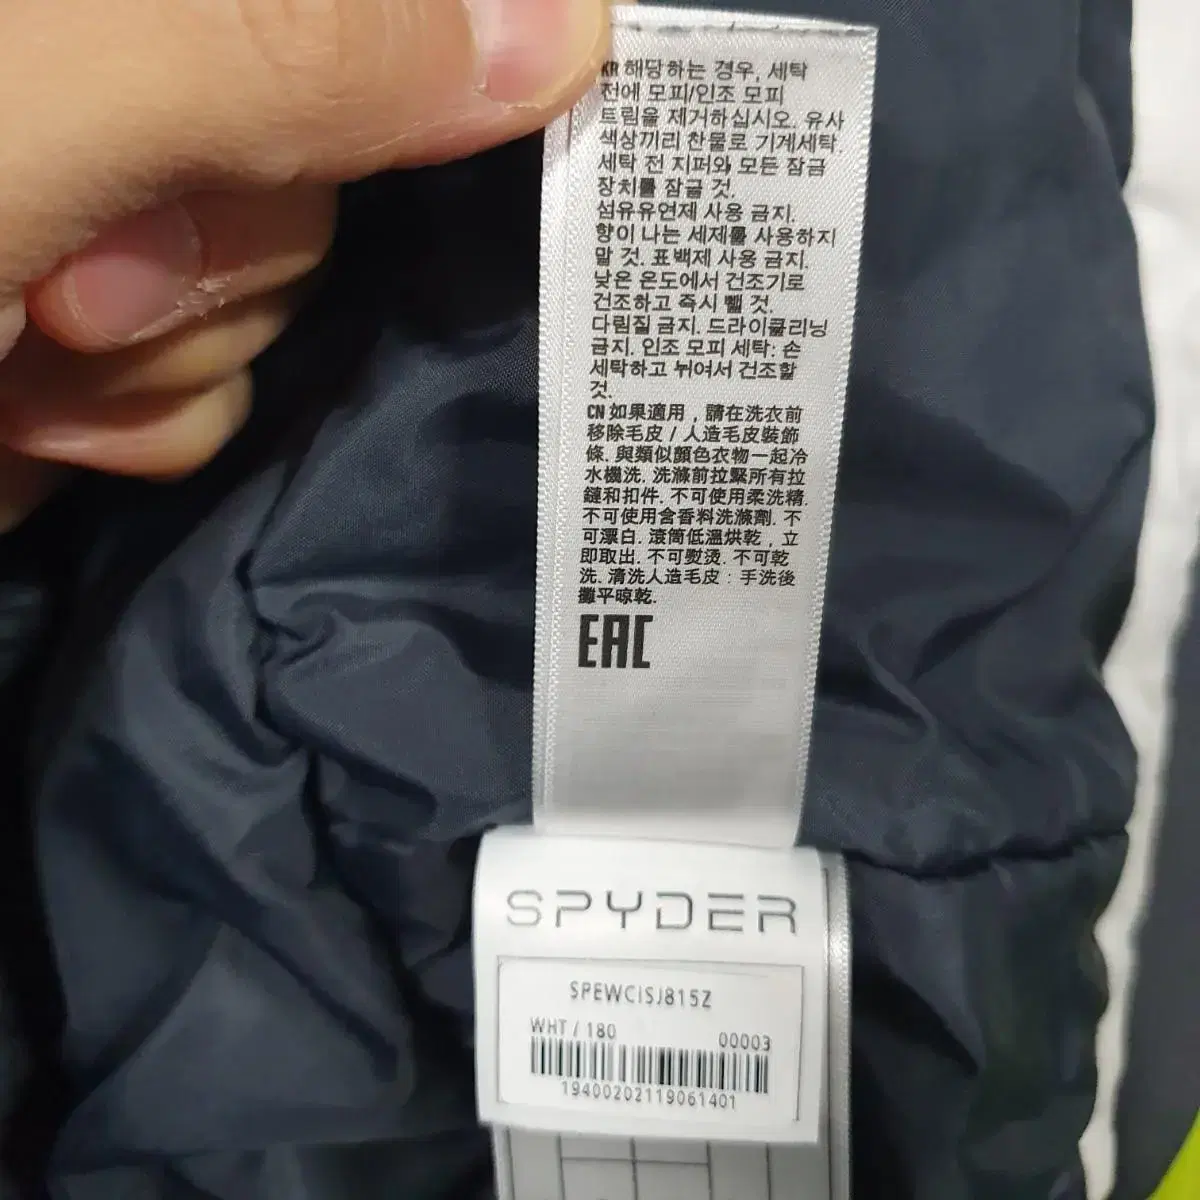 KR 해당하는 경우, 세탁
전에 모피/인조 모피
트림을 제거하십시오. 유사
색상끼리 찬물로 기계세탁.
세탁 전 지퍼와 모든 잠금
장치를 잠글 것.
섬유유연제 사용 금지.
향이 나는 세제를 사용하지
말 것. 표백제 사용 금지.
낮은 온도에서 건조기로
건조하고 즉시 뺄 것.
다림질 금지. 드라이클리닝
금지. 인조 모피 세탁: 손
세탁하고 뉘여서 건조할
것.
CN 如果適用，請在洗衣前
移除毛皮 / 人造毛皮裝飾
條. 與類似顏色衣物一起冷
水機洗. 洗滌前拉緊所有拉
鏈和扣件. 不可使用柔洗精.
不可使用含香料洗滌劑. 不
可漂白. 滾筒低溫烘乾，立
即取出. 不可熨燙. 不可乾
洗. 清洗人造毛皮：手洗後
攤平晾乾.
EAC
SPYDER
SPEWCISJ815Z
WHT / 180 00003
19400202119061401